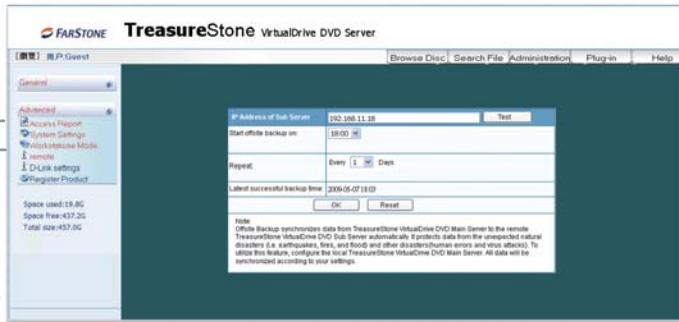 FARSTONE TreasureStone VirtualDrive DVD Server
[瀏覽] 用户:Guest
Browse Disc Search File Administration Plug-in Help
General
Advanced
Access Report
System Settings
Workstations Mode
remote
D-Link settings
Register Product
Space used:19.8G
Space free:437.2G
Total size:457.0G
IP Address of Sub Server 192.168.11.18 Test
Start offsite backup on: 18:00
Repeat: Every 1 Days
Latest successful backup time: 2009-05-07 18:03
OK Reset
Note
Offsite Backup synchronizes data from TreasureStone VirtualDrive DVD Main Server to the remote
TreasureStone VirtualDrive DVD Sub Server automatically. It protects data from the unexpected natural
disasters (i.e. earthquakes, fires, and flood) and other disasters(human errors and virus attacks). To
utilize this feature, configure the local TreasureStone VirtualDrive DVD Main Server. All data will be
synchronized according to your settings.